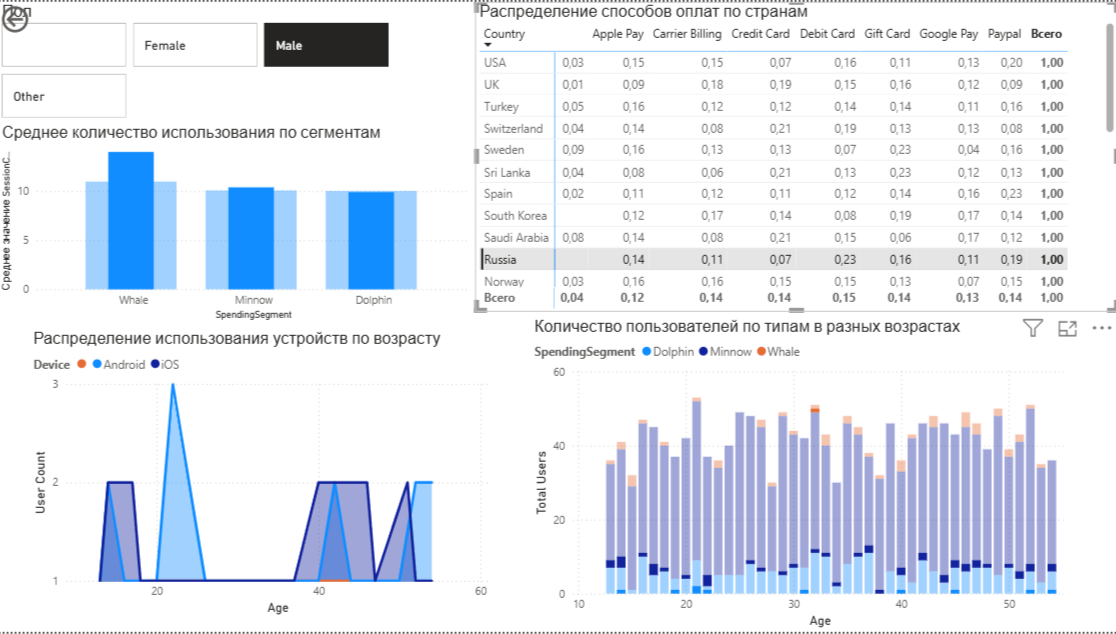 Пол
Female
Male
Other
Среднее количество использования по сегментам
Среднее значение SessionC...
10
5
0
Whale
Minnow
Dolphin
SpendingSegment
Распределение способов оплат по странам
Country Apple Pay Carrier Billing Credit Card Debit Card Gift Card Google Pay Paypal Всего
USA 0,03 0,15 0,15 0,07 0,16 0,11 0,13 0,20 1,00
UK 0,01 0,09 0,18 0,19 0,15 0,16 0,12 0,09 1,00
Turkey 0,05 0,16 0,12 0,12 0,14 0,14 0,11 0,16 1,00
Switzerland 0,04 0,14 0,08 0,21 0,19 0,13 0,13 0,08 1,00
Sweden 0,09 0,16 0,13 0,13 0,07 0,23 0,04 0,16 1,00
Sri Lanka 0,04 0,08 0,06 0,21 0,13 0,23 0,12 0,13 1,00
Spain 0,02 0,11 0,12 0,11 0,12 0,14 0,16 0,23 1,00
South Korea 0,12 0,17 0,14 0,08 0,19 0,17 0,14 1,00
Saudi Arabia 0,08 0,14 0,08 0,21 0,15 0,06 0,17 0,12 1,00
Russia 0,14 0,11 0,07 0,23 0,16 0,11 0,19 1,00
Norway 0,03 0,16 0,16 0,15 0,15 0,13 0,07 0,15 1,00
Всего 0,04 0,12 0,14 0,14 0,15 0,14 0,13 0,14 1,00
Распределение использования устройств по возрасту
Device Android iOS
User Count
3
2
1
20
40
60
Age
Количество пользователей по типам в разных возрастах
SpendingSegment Dolphin Minnow Whale
Total Users
60
40
20
0
10
20
30
40
50
Age